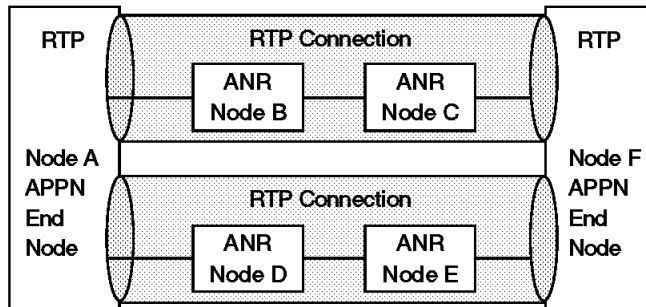 RTP
RTP Connection
RTP
ANR
Node B
ANR
Node C
Node A
APPN
End
Node
Node F
APPN
End
Node
RTP Connection
ANR
Node D
ANR
Node E